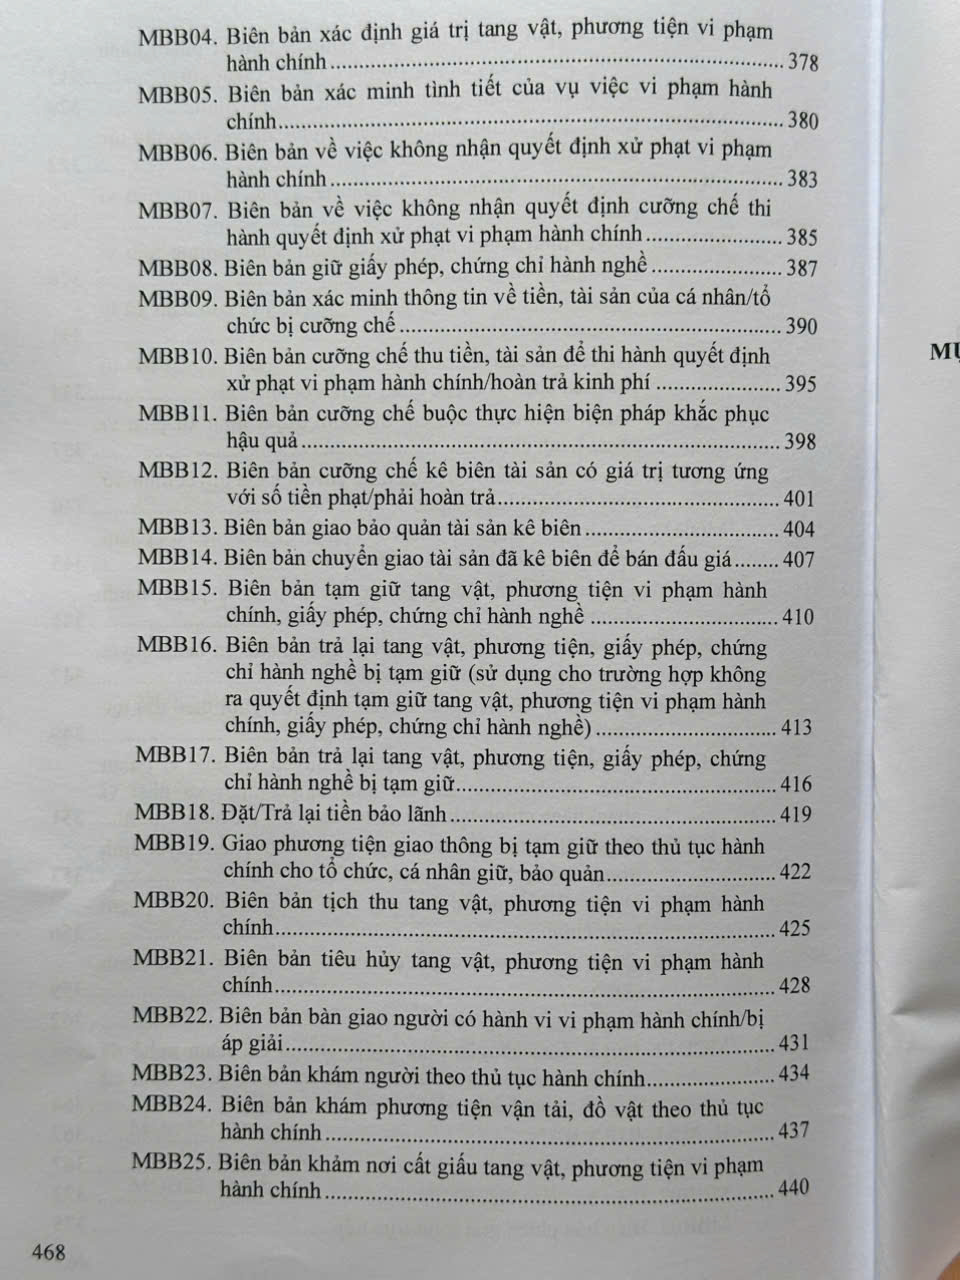 MBB04. Biên bản xác định giá trị tang vật, phương tiện vi phạm
hành chính ........ 378
MBB05. Biên bản xác minh tình tiết của vụ việc vi phạm hành
chính ........ 380
MBB06. Biên bản về việc không nhận quyết định xử phạt vi phạm
hành chính ........ 383
MBB07. Biên bản về việc không nhận quyết định cưỡng chế thi
hành quyết định xử phạt vi phạm hành chính ........ 385
MBB08. Biên bản giữ giấy phép, chứng chỉ hành nghề ........ 387
MBB09. Biên bản xác minh thông tin về tiền, tài sản của cá nhân/tổ
chức bị cưỡng chế ........ 390
MBB10. Biên bản cưỡng chế thu tiền, tài sản để thi hành quyết định
xử phạt vi phạm hành chính/hoàn trả kinh phí ........ 395
MBB11. Biên bản cưỡng chế buộc thực hiện biện pháp khắc phục
hậu quả ........ 398
MBB12. Biên bản cưỡng chế kê biên tài sản có giá trị tương ứng
với số tiền phạt/phải hoàn trả ........ 401
MBB13. Biên bản giao bảo quản tài sản kê biên ........ 404
MBB14. Biên bản chuyển giao tài sản đã kê biên để bán đấu giá ........ 407
MBB15. Biên bản tạm giữ tang vật, phương tiện vi phạm hành
chính, giấy phép, chứng chỉ hành nghề ........ 410
MBB16. Biên bản trả lại tang vật, phương tiện, giấy phép, chứng
chỉ hành nghề bị tạm giữ (sử dụng cho trường hợp không
ra quyết định tạm giữ tang vật, phương tiện vi phạm hành
chính, giấy phép, chứng chỉ hành nghề) ........ 413
MBB17. Biên bản trả lại tang vật, phương tiện, giấy phép, chứng
chỉ hành nghề bị tạm giữ ........ 416
MBB18. Đặt/Trả lại tiền bảo lãnh ........ 419
MBB19. Giao phương tiện giao thông bị tạm giữ theo thủ tục hành
chính cho tổ chức, cá nhân giữ, bảo quản ........ 422
MBB20. Biên bản tịch thu tang vật, phương tiện vi phạm hành
chính ........ 425
MBB21. Biên bản tiêu hủy tang vật, phương tiện vi phạm hành
chính ........ 428
MBB22. Biên bản bàn giao người có hành vi vi phạm hành chính/bị
áp giải ........ 431
MBB23. Biên bản khám người theo thủ tục hành chính ........ 434
MBB24. Biên bản khám phương tiện vận tải, đồ vật theo thủ tục
hành chính ........ 437
MBB25. Biên bản khảm nơi cất giấu tang vật, phương tiện vi phạm
hành chính ........ 440
468